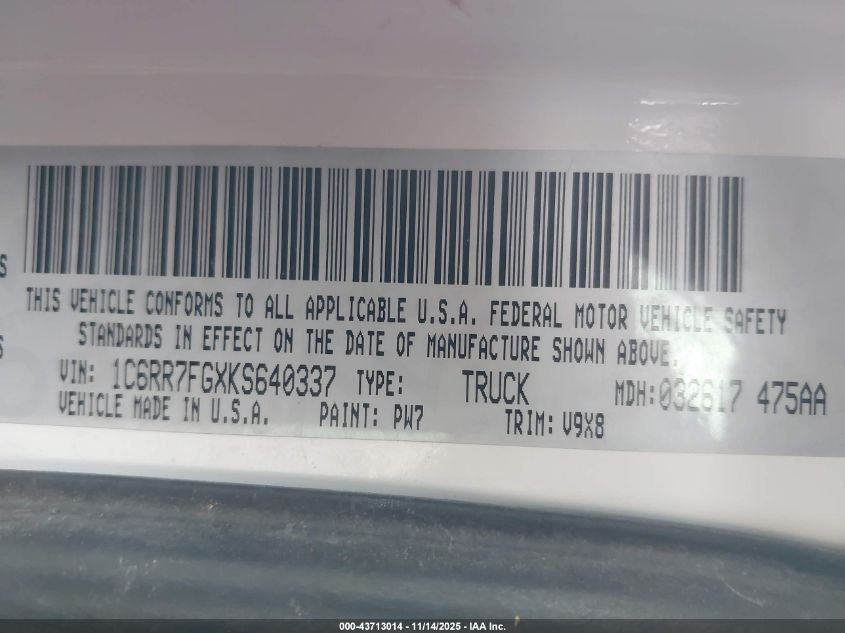 S
THIS VEHICLE CONFORMS TO ALL APPLICABLE U.S.A. FEDERAL MOTOR VEHICLE SAFETY
S
STANDARDS IN EFFECT ON THE DATE OF MANUFACTURE SHOWN ABOVE.
VIN: 1C6RR7FGXKS640337 TYPE: TRUCK MDH:032617 475AA
VEHICLE MADE IN U.S.A. PAINT: PW7 TRIM: V9X8
000-43713014 - 11/14/2025 - IAA Inc.